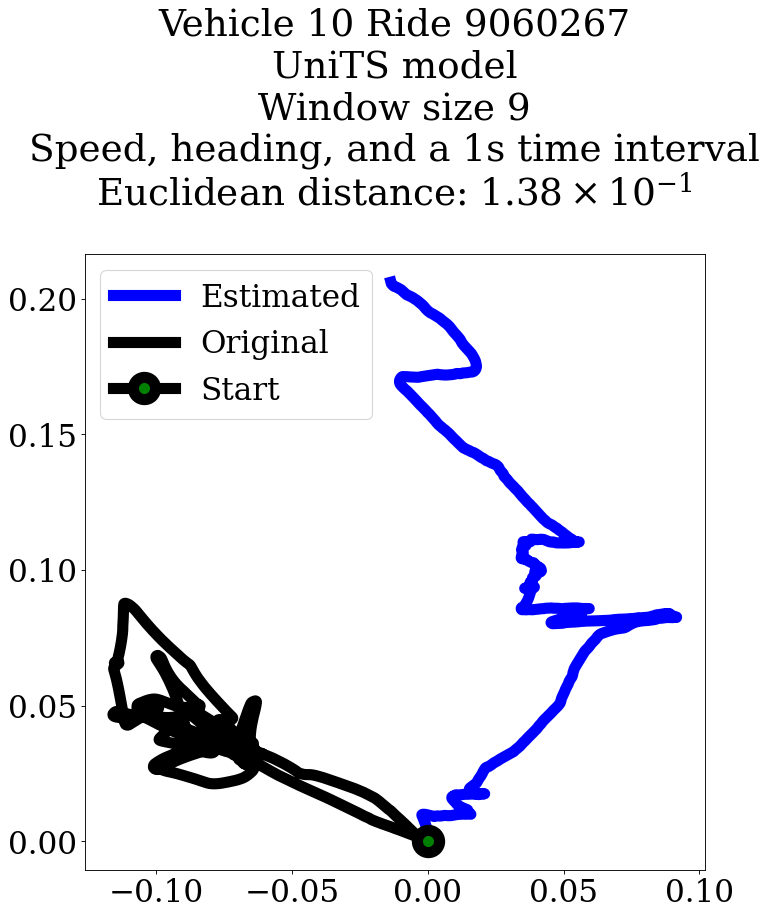 Vehicle 10 Ride 9060267
UniTS model
Window size 9
Speed, heading, and a 1s time interval
Euclidean distance: 1.38 × 10⁻¹
Estimated
Original
Start
0.20
0.15
0.10
0.05
0.00
−0.10 −0.05 0.00 0.05 0.10